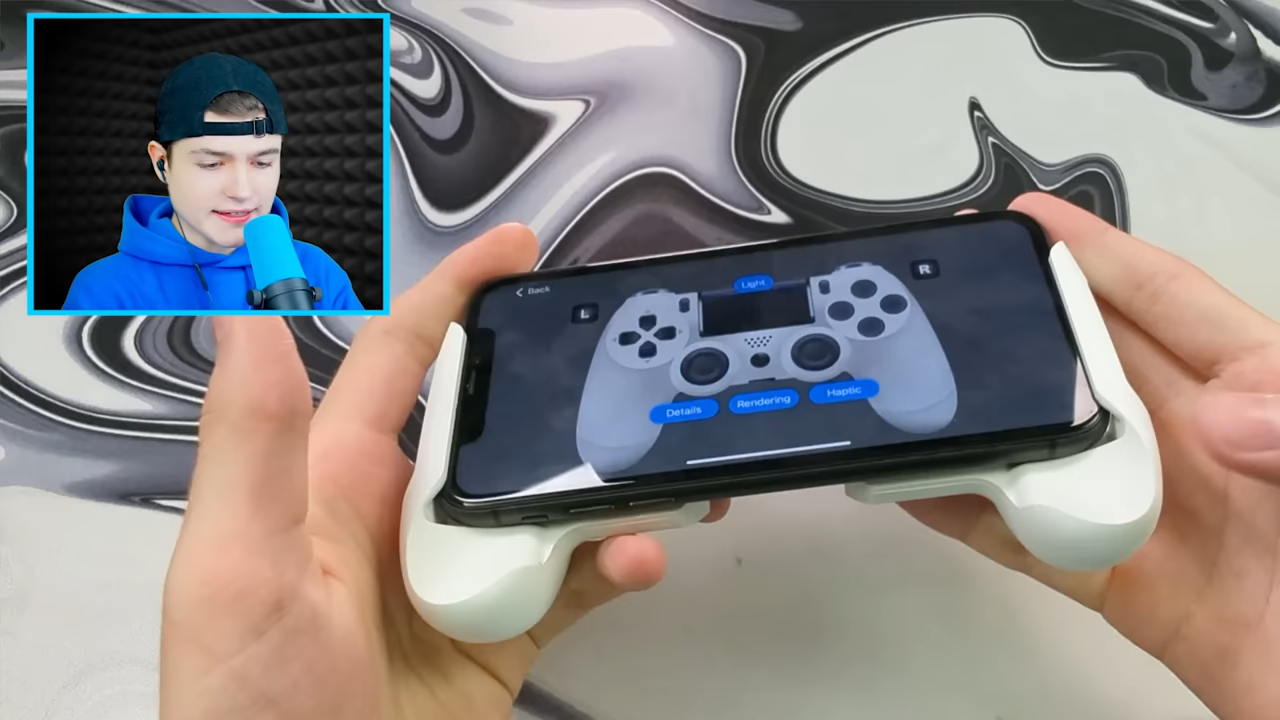 < Back
Light
L
R
Details
Rendering
Haptic